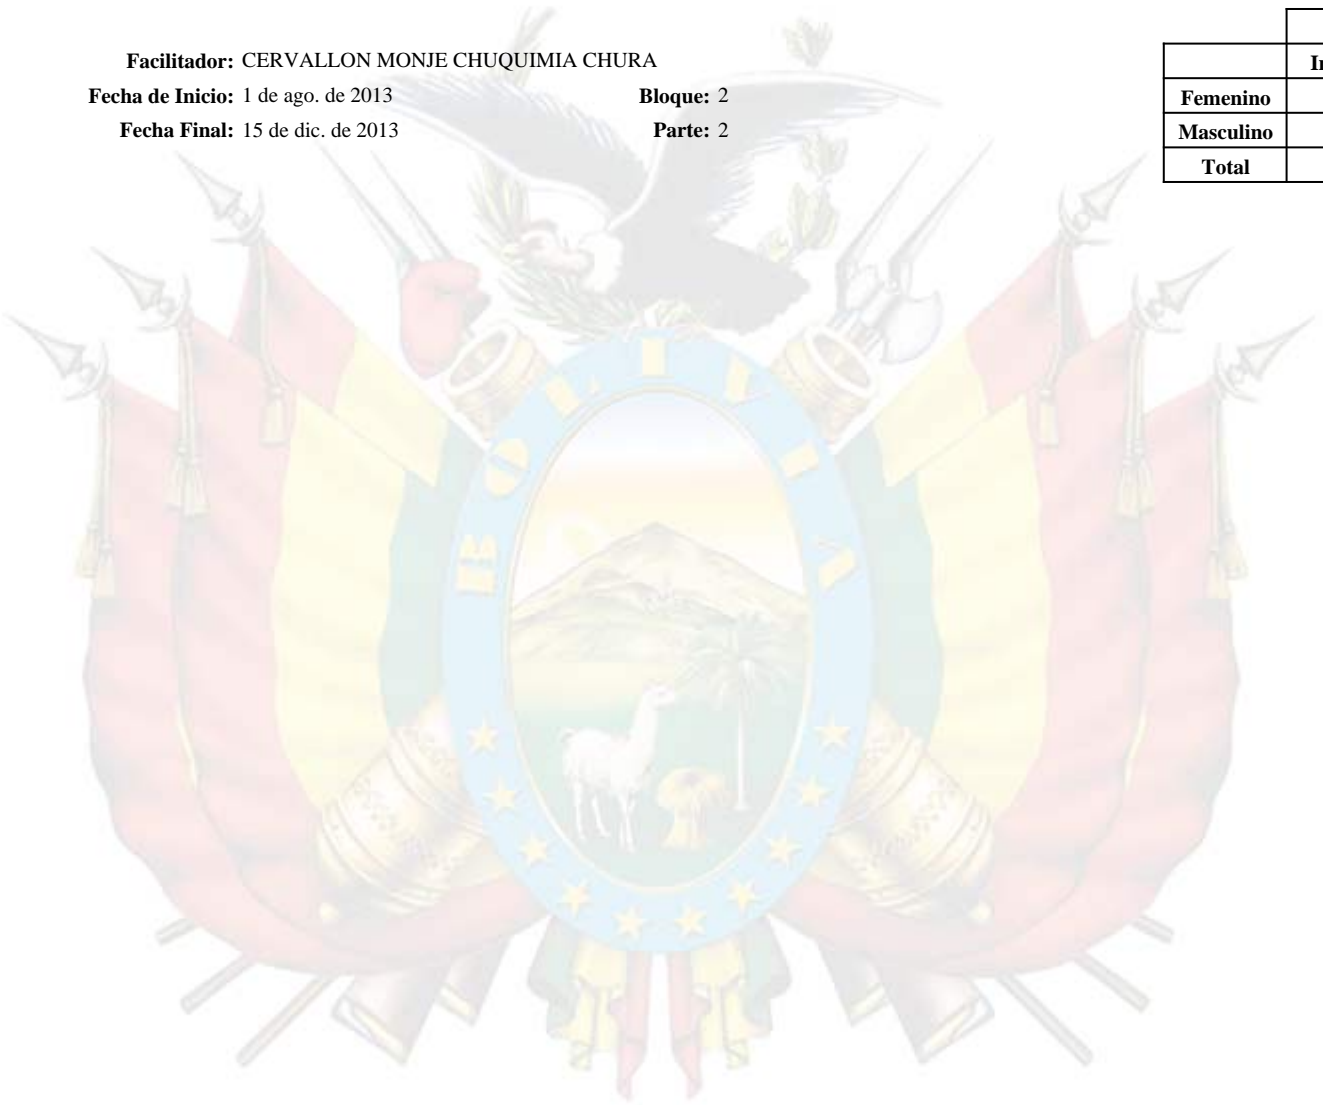 Facilitador: CERVALLON MONJE CHUQUIMIA CHURA
Fecha de Inicio: 1 de ago. de 2013 Bloque: 2
Fecha Final: 15 de dic. de 2013 Parte: 2
Femenino
Masculino
Total
BOLIVIA